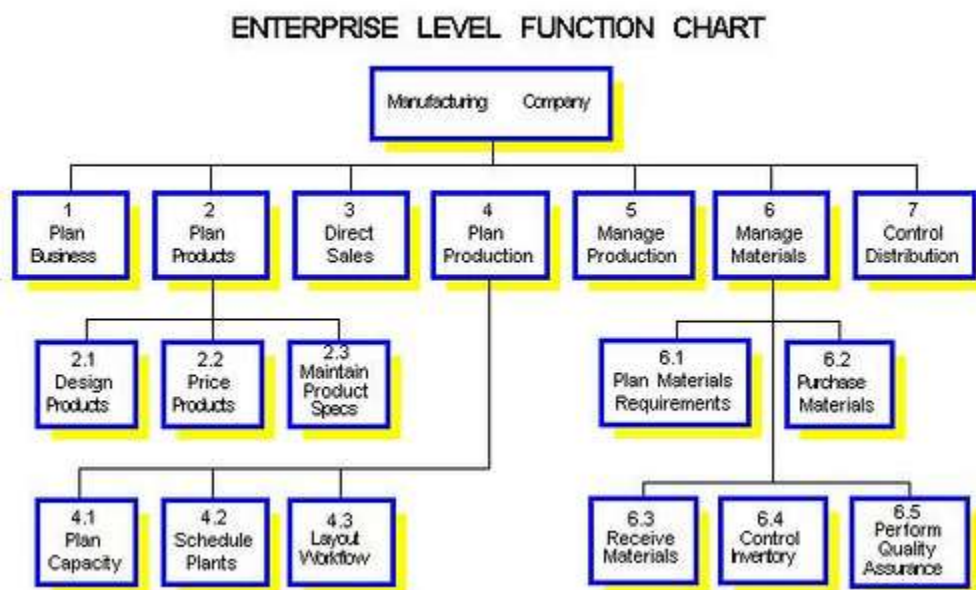 ENTERPRISE LEVEL FUNCTION CHART
Manufacturing Company
1
Plan
Business
2
Plan
Products
3
Direct
Sales
4
Plan
Production
5
Manage
Production
6
Manage
Materials
7
Control
Distribution
2.1
Design
Products
2.2
Price
Products
2.3
Maintain
Product
Specs
6.1
Plan Materials
Requirements
6.2
Purchase
Materials
4.1
Plan
Capacity
4.2
Schedule
Plants
4.3
Layout
Workflow
6.3
Receive
Materials
6.4
Control
Inventory
6.5
Perform
Quality
Assurance